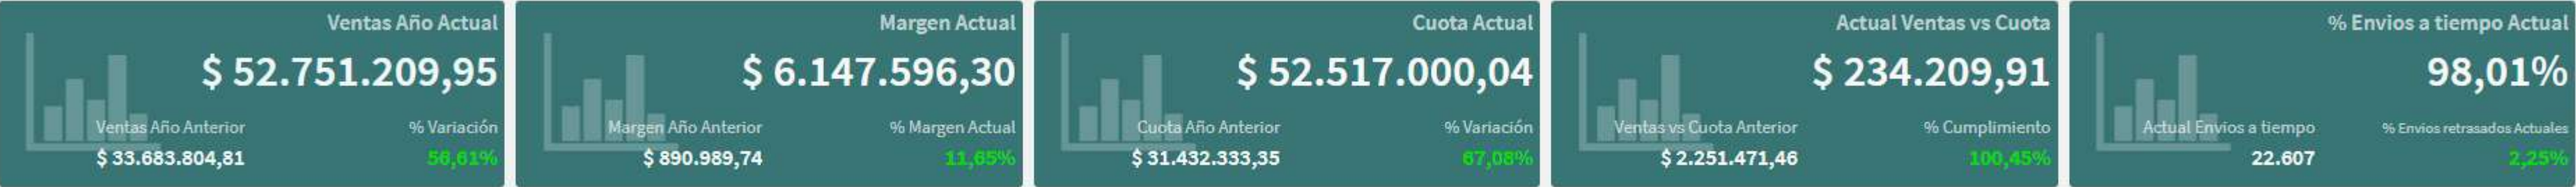 Ventas Año Actual
$ 52.751.209,95
Ventas Año Anterior
% Variación
$ 33.683.804,81
56,61%
Margen Actual
$ 6.147.596,30
Margen Año Anterior
% Margen Actual
$ 890.989,74
11,65%
Cuota Actual
$ 52.517.000,04
Cuota Año Anterior
% Variación
$ 31.432.333,35
67,08%
Actual Ventas vs Cuota
$ 234.209,91
Ventas vs Cuota Anterior
% Cumplimiento
$ 2.251.471,46
100,45%
% Envios a tiempo Actual
98,01%
Actual Envios a tiempo
% Envios retrasados Actuales
22.607
2,25%